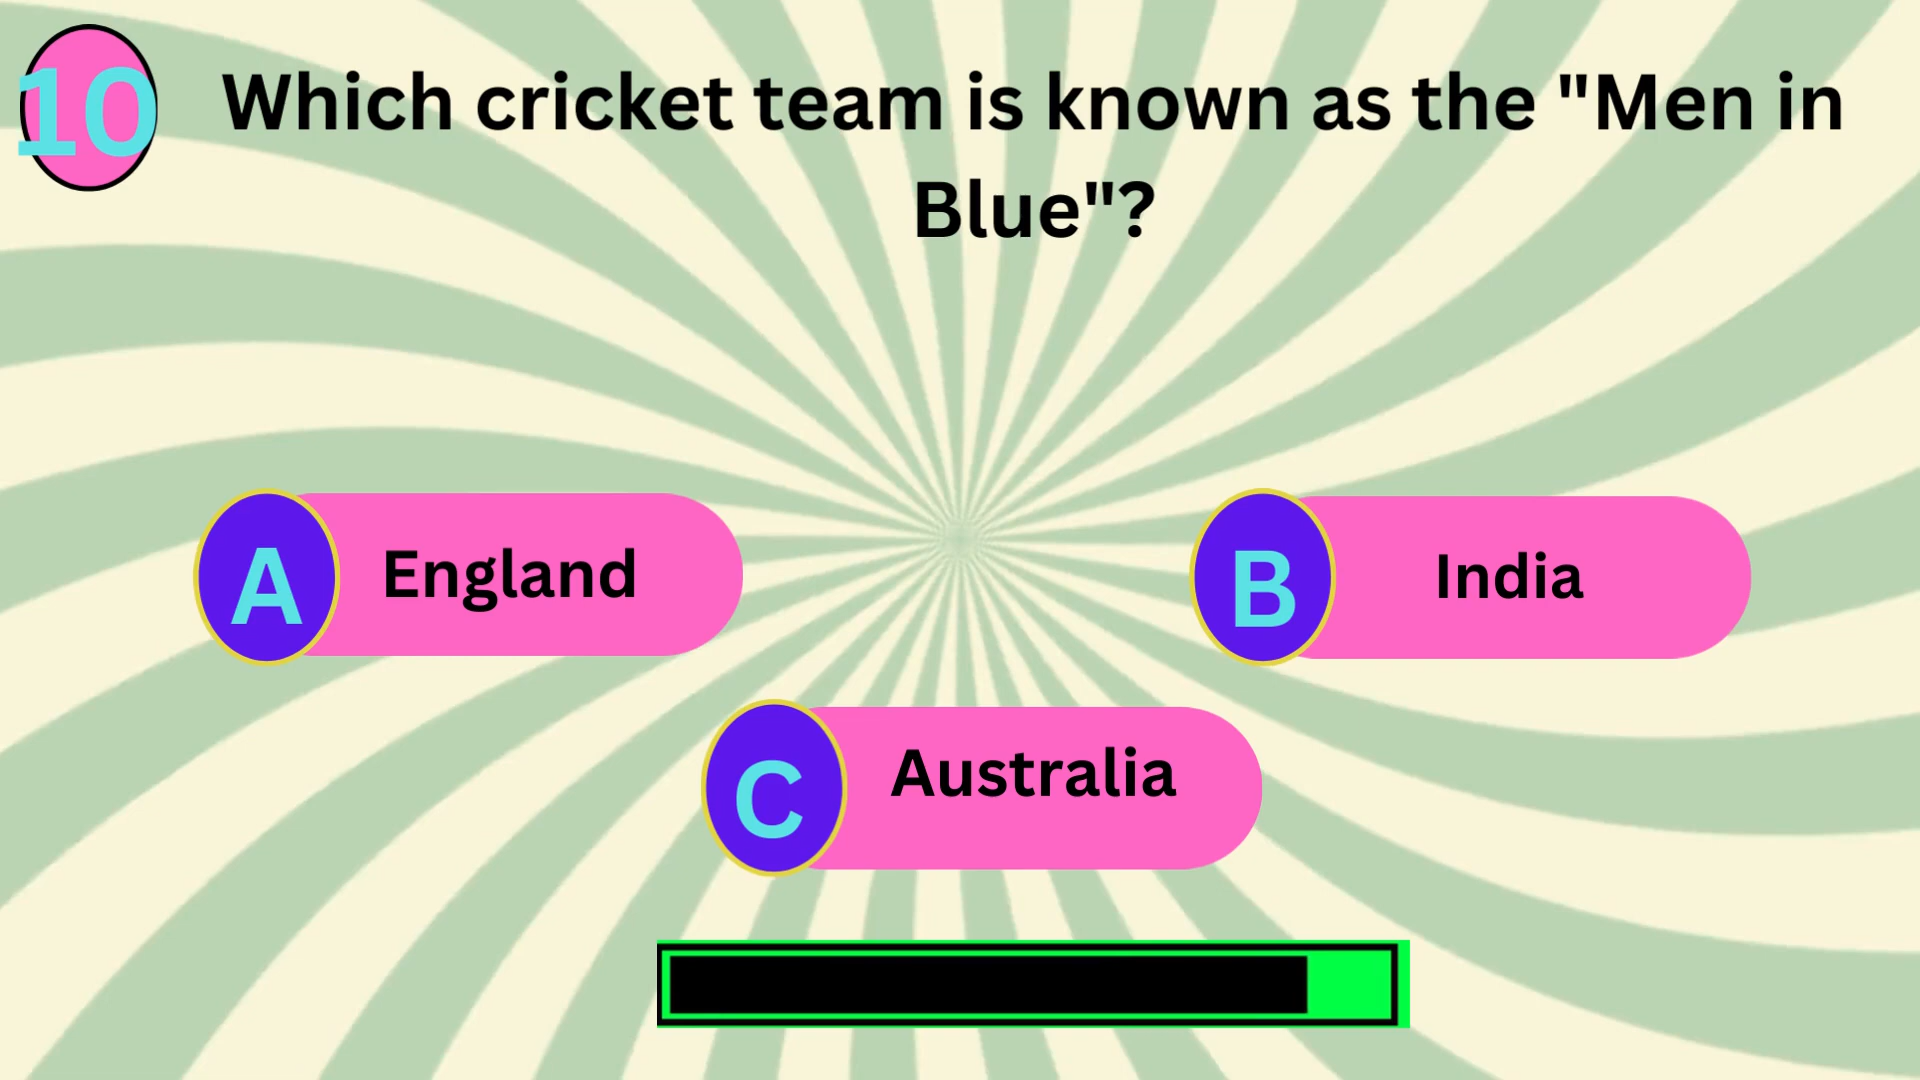 10
Which cricket team is known as the "Men in
Blue"?
A England
B India
C Australia